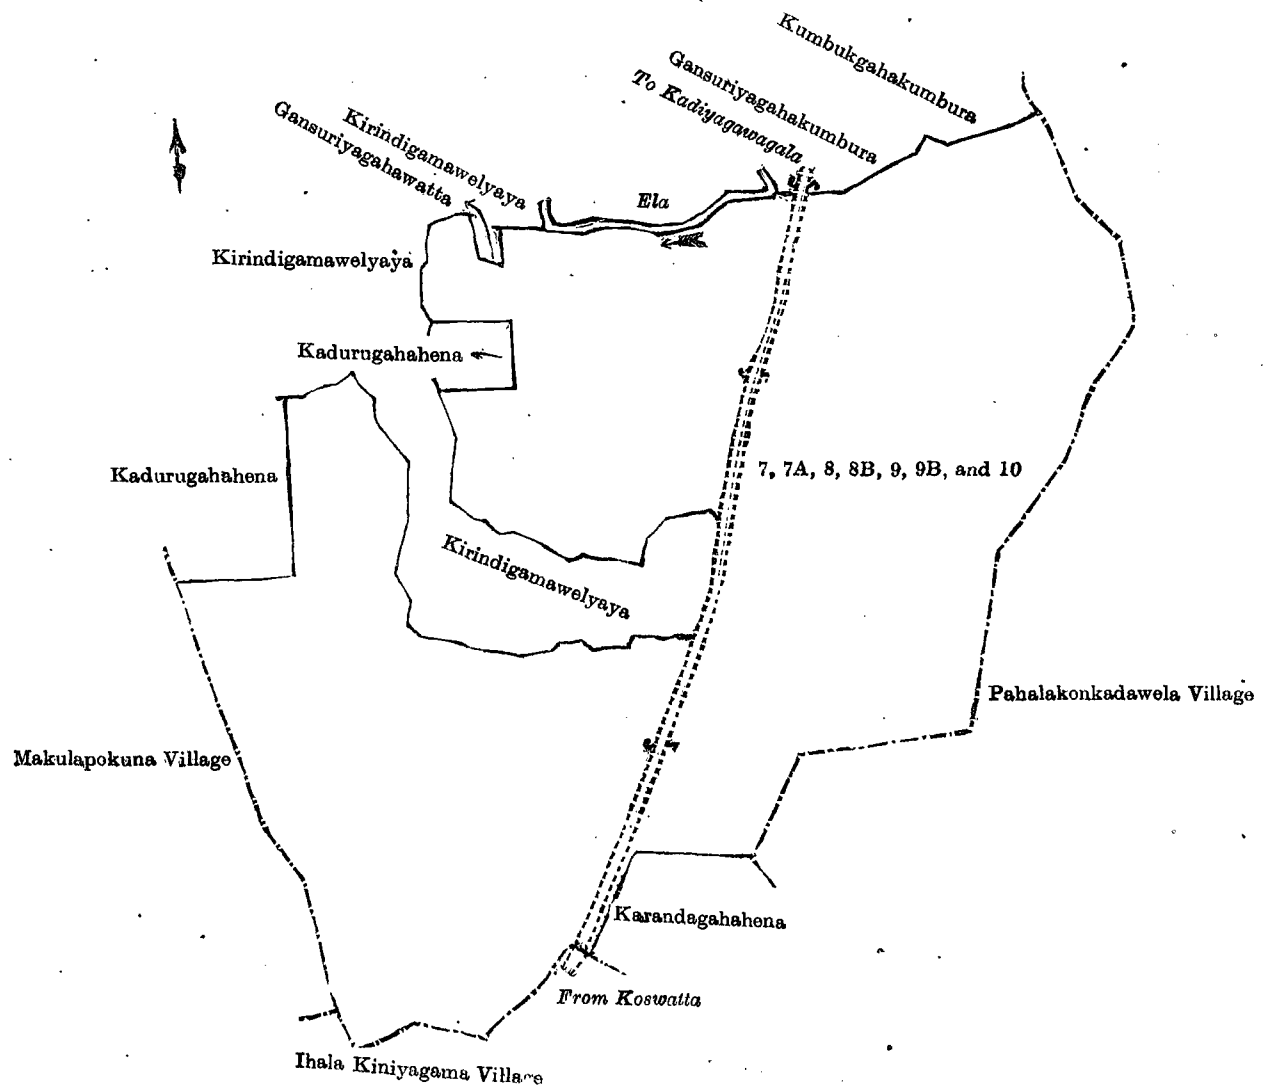 Kumbukgahakumbura
Gansuriyagahakumbura
To Kadiyagawagala
Kirindigamawelyaya
Gansuriyagahawatta
Ela
Kirindigamawelyaya
Kadurugahahena
Kadurugahahena
7, 7A, 8, 8B, 9, 9B, and 10
Kirindigamawelyaya
Pahalakonkadawela Village
Makulapokuna Village
Karandagahahena
From Koswatta
Ihala Kiniyagama Village